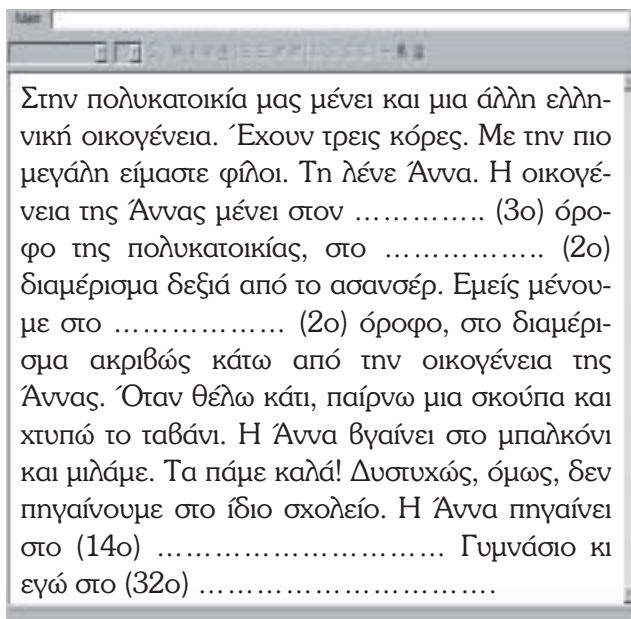 Στην πολυκατοικία μας μένει και μια άλλη ελλη-
νική οικογένεια. Έχουν τρεις κόρες. Με την πιο
μεγάλη είμαστε φίλοι. Τη λένε Άννα. Η οικογέ-
νεια της Άννας μένει στον ………….. (3ο) όρο-
φο της πολυκατοικίας, στο …………….. (2ο)
διαμέρισμα δεξιά από το ασανσέρ. Εμείς μένου-
με στο ……………… (2ο) όροφο, στο διαμέρι-
σμα ακριβώς κάτω από την οικογένεια της
Άννας. Όταν θέλω κάτι, παίρνω μια σκούπα και
χτυπώ το ταβάνι. Η Άννα βγαίνει στο μπαλκόνι
και μιλάμε. Τα πάμε καλά! Δυστυχώς, όμως, δεν
πηγαίνουμε στο ίδιο σχολείο. Η Άννα πηγαίνει
στο (14ο) ………………………… Γυμνάσιο κι
εγώ στο (32ο) ………………………….